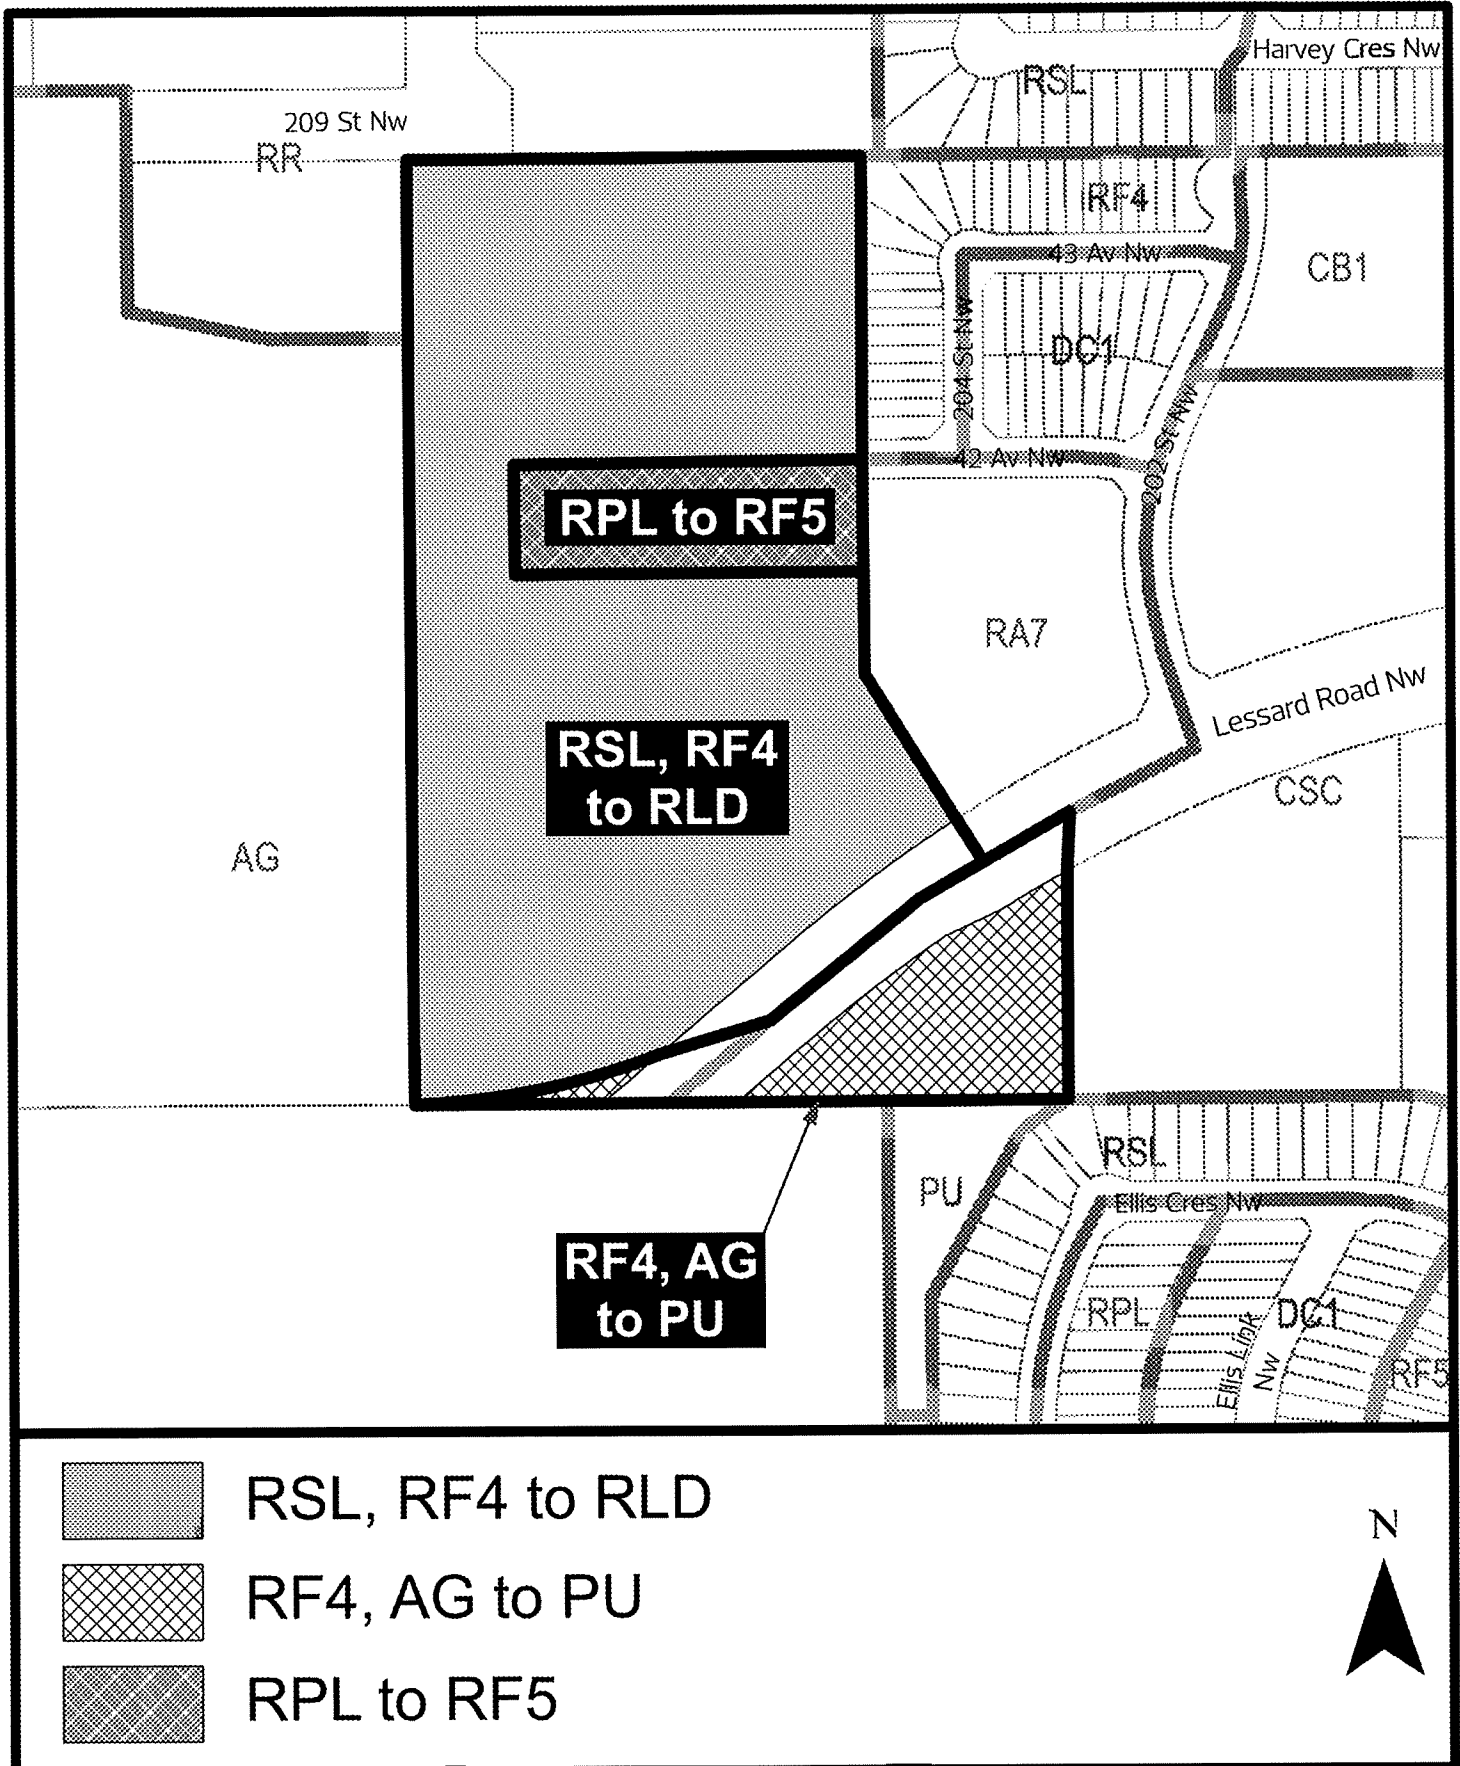 Harvey Cres Nw
RSL
209 St Nw
RR
RF4
43 Av Nw
CB1
204 St Nw
DC1
202 St Nw
42 Av Nw
RPL to RF5
RA7
Lessard Road Nw
RSL, RF4
to RLD
CSC
AG
RSL
PU
Ellis Cres Nw
RF4, AG
to PU
RPL
Ellis Link
Nw
DC1
RF5
RSL, RF4 to RLD
N
RF4, AG to PU
RPL to RF5